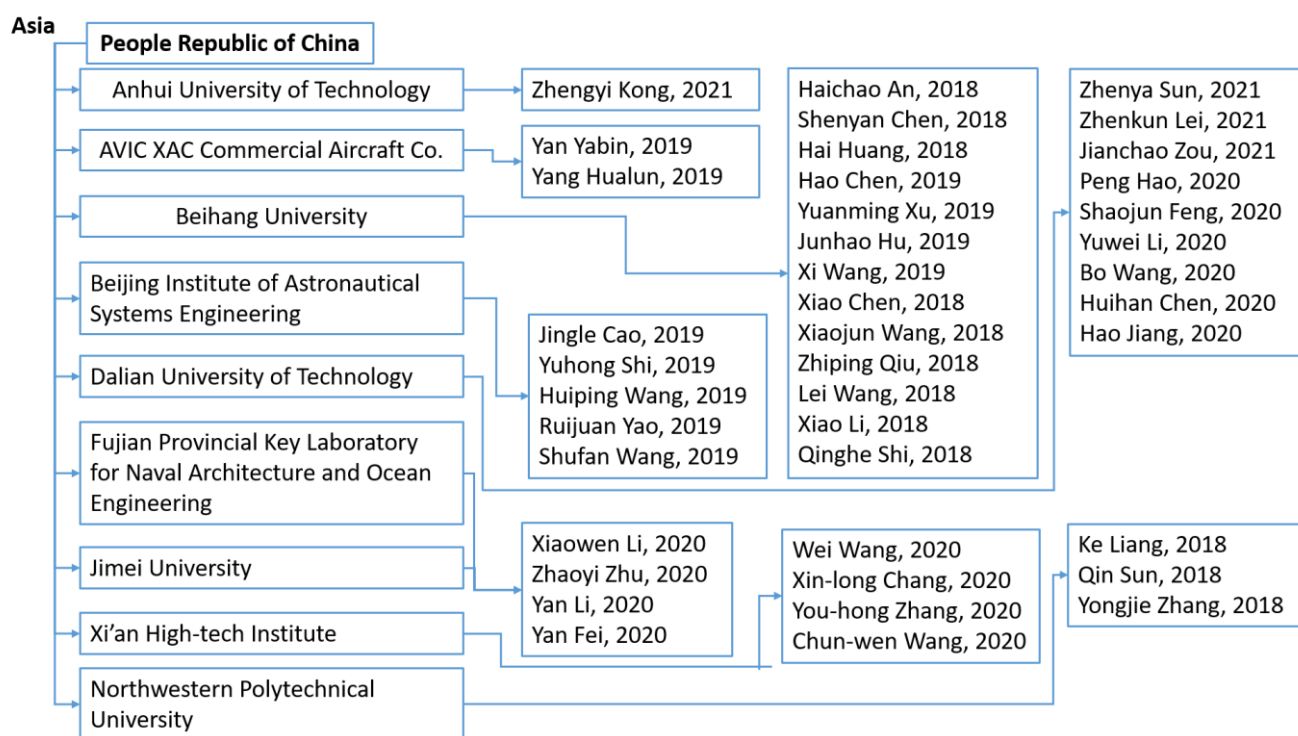 Asia
People Republic of China
Anhui University of Technology
Zhengyi Kong, 2021
AVIC XAC Commercial Aircraft Co.
Yan Yabin, 2019
Yang Hualun, 2019
Beihang University
Haichao An, 2018
Shenyan Chen, 2018
Hai Huang, 2018
Hao Chen, 2019
Yuanming Xu, 2019
Junhao Hu, 2019
Xi Wang, 2019
Xiao Chen, 2018
Xiaojun Wang, 2018
Zhiping Qiu, 2018
Lei Wang, 2018
Xiao Li, 2018
Qinghe Shi, 2018
Beijing Institute of Astronautical
Systems Engineering
Jingle Cao, 2019
Yuhong Shi, 2019
Huiping Wang, 2019
Ruijuan Yao, 2019
Shufan Wang, 2019
Dalian University of Technology
Zhenya Sun, 2021
Zhenkun Lei, 2021
Jianchao Zou, 2021
Peng Hao, 2020
Shaojun Feng, 2020
Yuwei Li, 2020
Bo Wang, 2020
Huihan Chen, 2020
Hao Jiang, 2020
Fujian Provincial Key Laboratory
for Naval Architecture and Ocean
Engineering
Jimei University
Xiaowen Li, 2020
Zhaoyi Zhu, 2020
Yan Li, 2020
Yan Fei, 2020
Xi’an High-tech Institute
Wei Wang, 2020
Xin-long Chang, 2020
You-hong Zhang, 2020
Chun-wen Wang, 2020
Northwestern Polytechnical
University
Ke Liang, 2018
Qin Sun, 2018
Yongjie Zhang, 2018